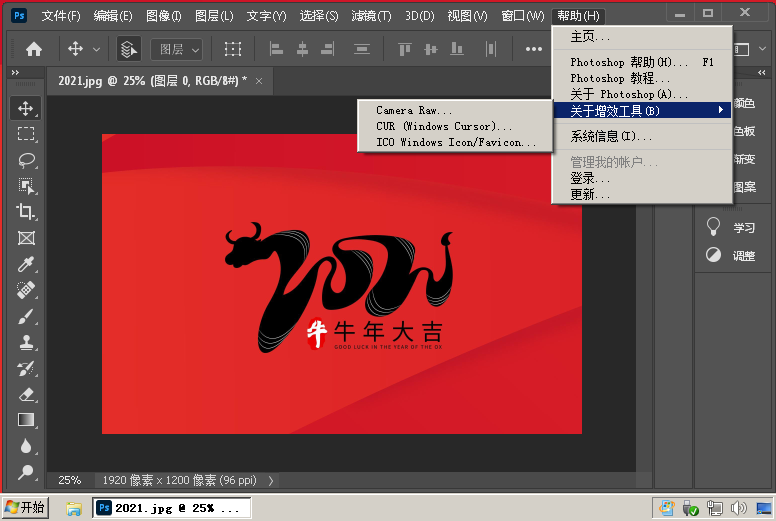 Ps 文件(F) 编辑(E) 图像(I) 图层(L) 文字(Y) 选择(S) 滤镜(T) 3D(D) 视图(V) 窗口(W) 帮助(H)
图层
2021.jpg @ 25% (图层 0, RGB/8#) *
主页...
Photoshop 帮助(H)... F1
Photoshop 教程...
关于 Photoshop(A)...
关于增效工具(B)
系统信息(I)...
管理我的帐户...
登录...
更新...
Camera Raw...
CUR (Windows Cursor)...
ICO Windows Icon/Favicon...
颜色
色板
渐变
图案
学习
调整
牛 牛年大吉
GOOD LUCK IN THE YEAR OF THE OX
25% 1920 像素 x 1200 像素 (96 ppi)
开始 Ps 2021.jpg @ 25% ...